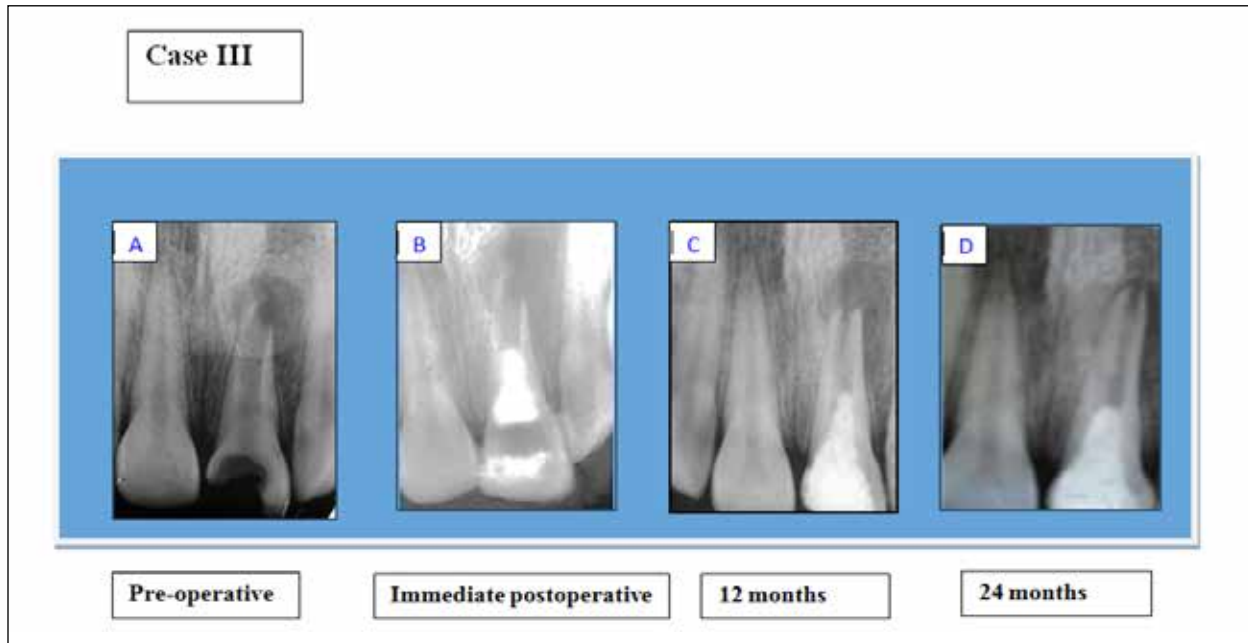 Case III
A
B
C
D
Pre-operative
Immediate postoperative
12 months
24 months